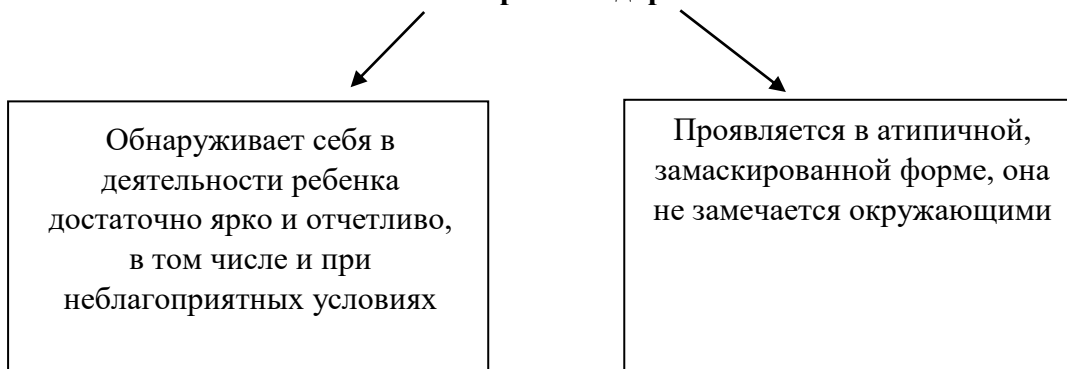 Обнаруживает себя в
деятельности ребенка
достаточно ярко и отчетливо,
в том числе и при
неблагоприятных условиях
Проявляется в атипичной,
замаскированной форме, она
не замечается окружающими